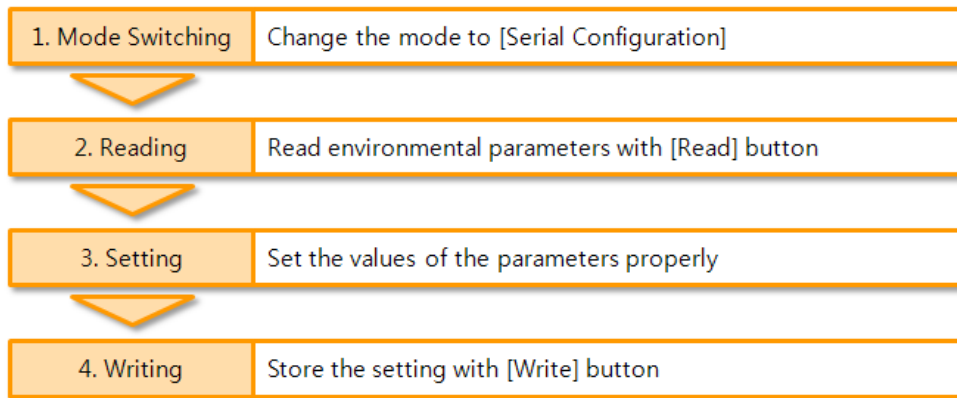 1. Mode Switching Change the mode to [Serial Configuration]
2. Reading Read environmental parameters with [Read] button
3. Setting Set the values of the parameters properly
4. Writing Store the setting with [Write] button